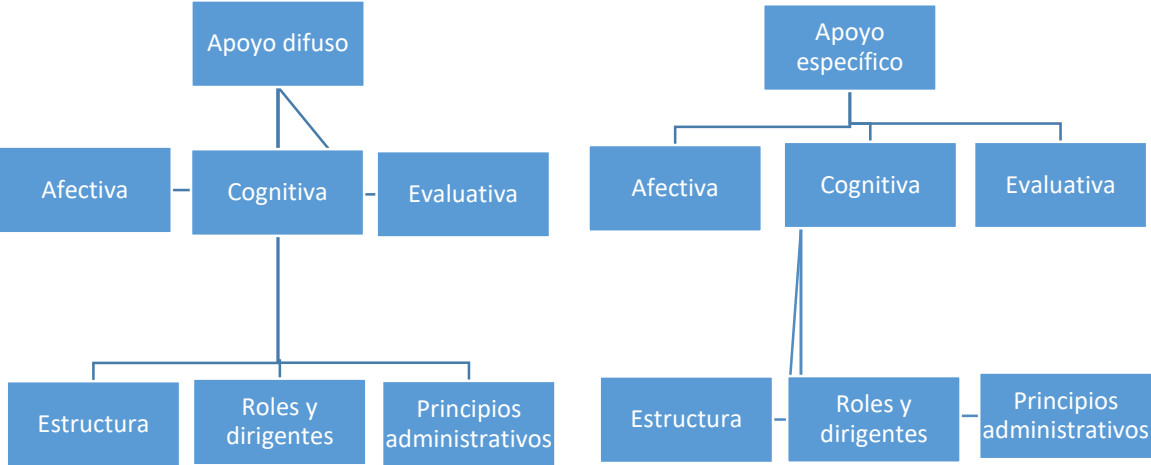 Apoyo difuso
Afectiva
Cognitiva
Evaluativa
Estructura
Roles y
dirigentes
Principios
administrativos
Apoyo
específico
Afectiva
Cognitiva
Evaluativa
Estructura
Roles y
dirigentes
Principios
administrativos